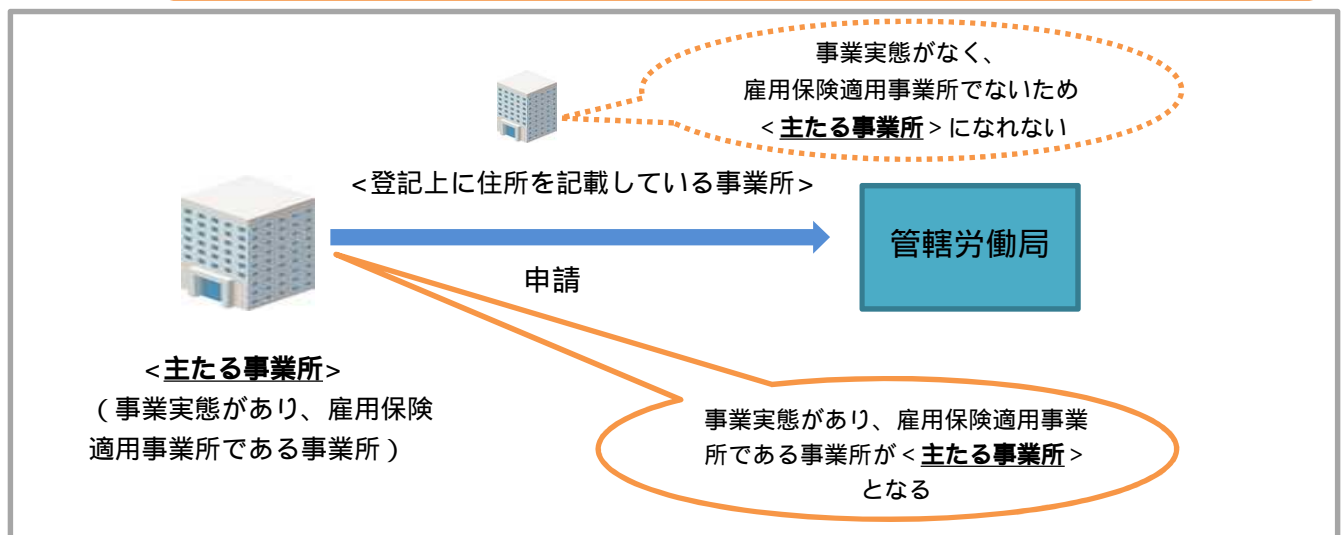 事業実態がなく、
雇用保険適用事業所でないため
<主たる事業所>になれない
<登記上に住所を記載している事業所>
管轄労働局
申請
<主たる事業所>
(事業実態があり、雇用保険
適用事業所である事業所)
事業実態があり、雇用保険適用事業
所である事業所が<主たる事業所>
となる